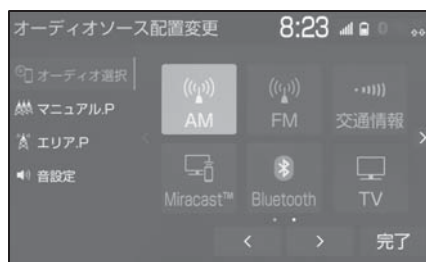 オーディオソース配置変更 8:23
オーディオ選択
マニュアル.P
エリア.P
音設定
AM FM 交通情報
Miracast™ Bluetooth TV
完了